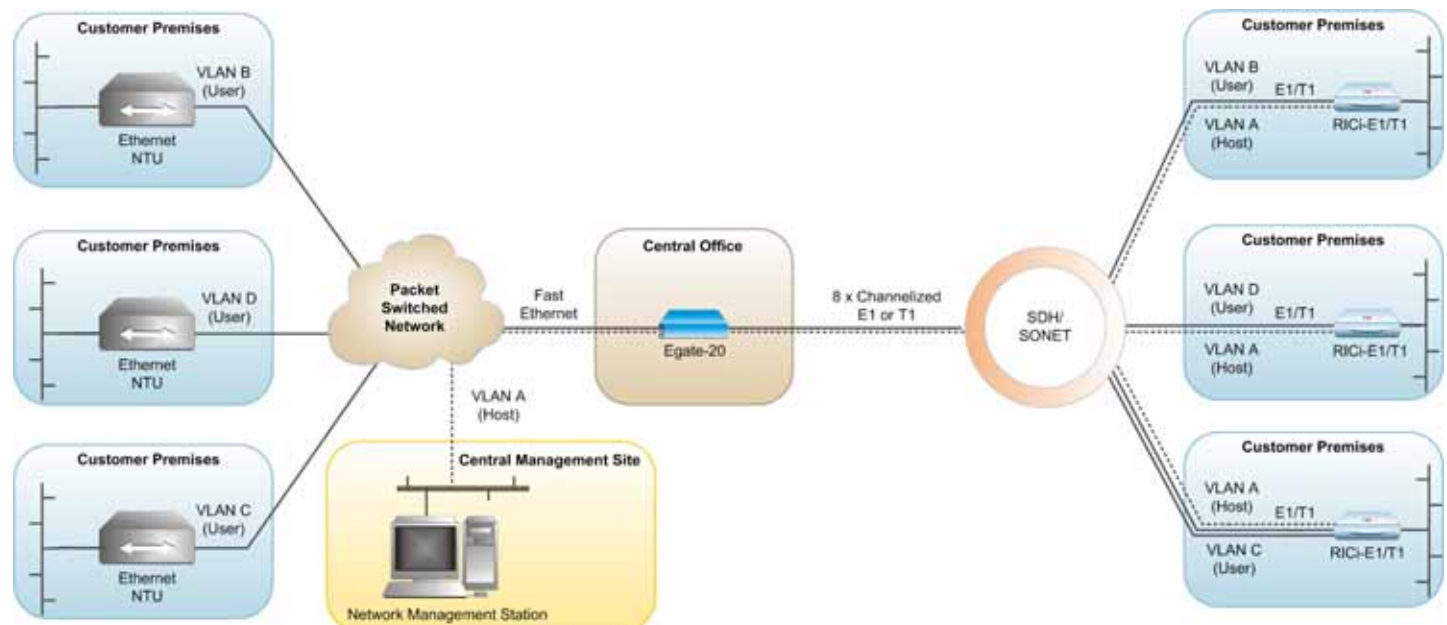 Customer Premises
VLAN B
(User)
Ethernet
NTU
Customer Premises
VLAN D
(User)
Ethernet
NTU
Customer Premises
VLAN C
(User)
Ethernet
NTU
Packet
Switched
Network
VLAN A
(Host)
Central Management Site
Network Management Station
Fast
Ethernet
Central Office
Egate-20
8 x Channelized
E1 or T1
SDH/
SONET
Customer Premises
VLAN B
(User)
E1/T1
VLAN A
(Host)
RICi-E1/T1
Customer Premises
VLAN D
(User)
E1/T1
VLAN A
(Host)
RICi-E1/T1
Customer Premises
VLAN A
(Host)
E1/T1
VLAN C
(User)
RICi-E1/T1